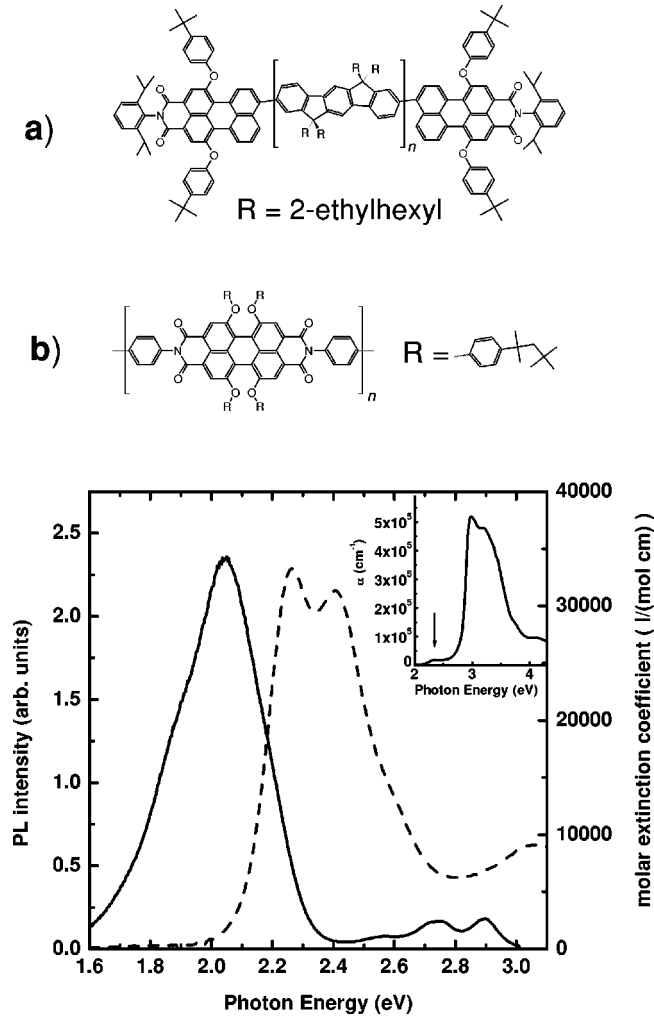 a)
R R
O O
O O
N N
O O
R R
n
O O
R = 2-ethylhexyl
b)
R R
O O
O O
N N
O O
O O
R R
n
R =
2.5
2.0
1.5
1.0
0.5
0.0
PL intensity (arb. units)
1.6 1.8 2.0 2.2 2.4 2.6 2.8 3.0
Photon Energy (eV)
40000
30000
20000
10000
0
molar extinction coefficient ( l/(mol cm) )
5x10⁵
4x10⁵
3x10⁵
2x10⁵
1x10⁵
0
α (cm⁻¹)
2 3 4
Photon Energy (eV)